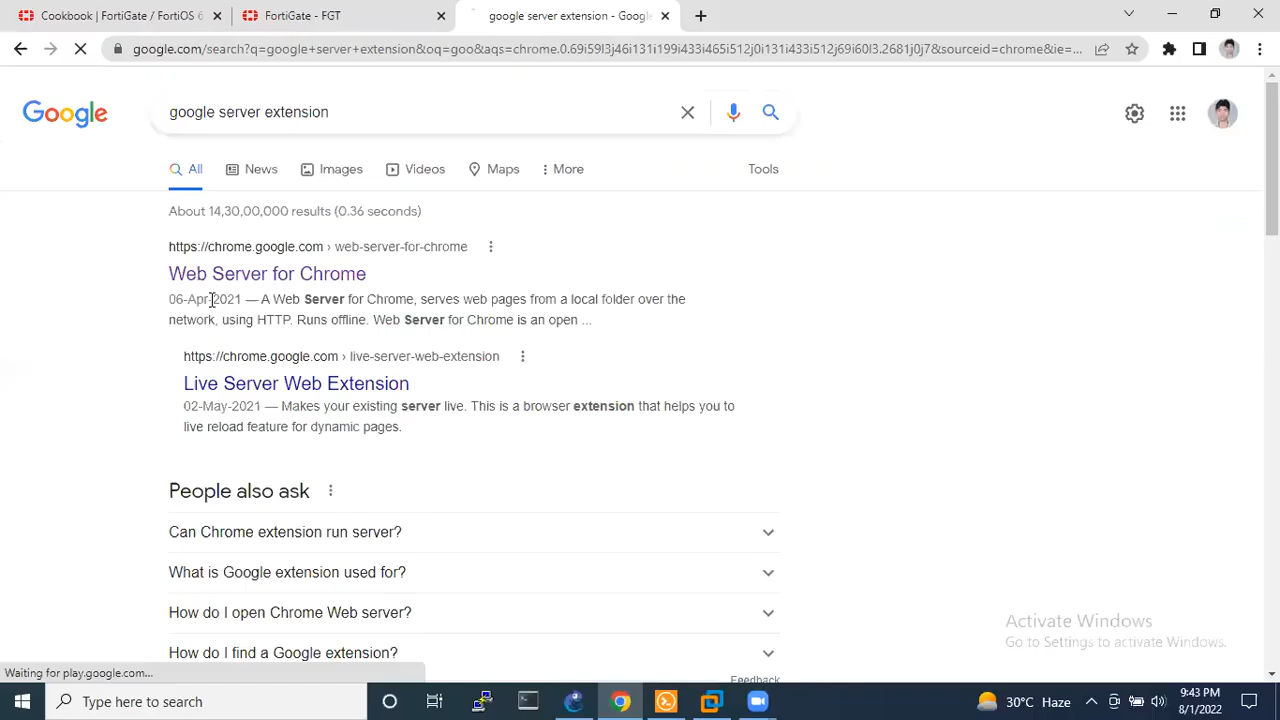 Cookbook | FortiGate / FortiOS 6
FortiGate - FGT
google server extension - Goog
google.com/search?q=google+server+extension&oq=goo&aqs=chrome.0.69i59l3j46i131i199i433i465i512j0i131i433i512j69i60l3.2681j0j7&sourceid=chrome&ie=...
Google
google server extension
All
News
Images
Videos
Maps
More
Tools
About 14,30,00,000 results (0.36 seconds)
https://chrome.google.com › web-server-for-chrome
Web Server for Chrome
06-Apr-2021 — A Web Server for Chrome, serves web pages from a local folder over the
network, using HTTP. Runs offline. Web Server for Chrome is an open ...
https://chrome.google.com › live-server-web-extension
Live Server Web Extension
02-May-2021 — Makes your existing server live. This is a browser extension that helps you to
live reload feature for dynamic pages.
People also ask
Can Chrome extension run server?
What is Google extension used for?
How do I open Chrome Web server?
How do I find a Google extension?
Feedback
Activate Windows
Go to Settings to activate Windows.
Waiting for play.google.com...
Type here to search
30°C Haze
9:43 PM
8/1/2022